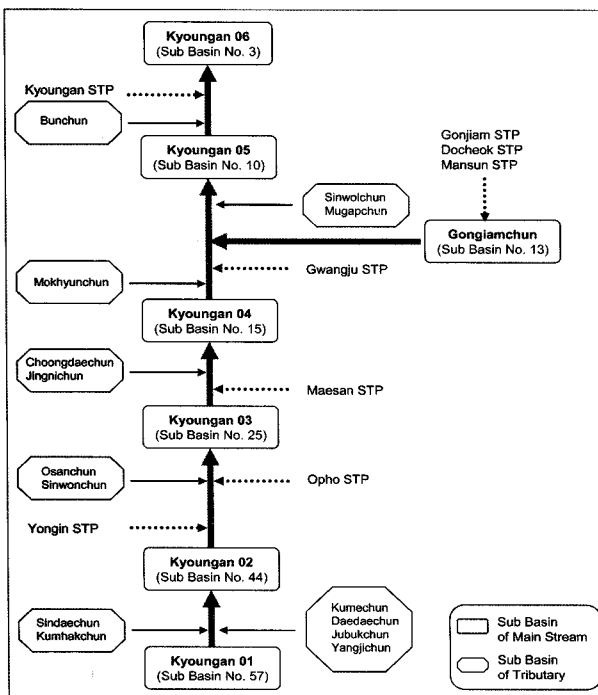 Kyoungan 06
(Sub Basin No. 3)
Kyoungan STP
Bunchun
Kyoungan 05
(Sub Basin No. 10)
Gonjiam STP
Docheok STP
Mansun STP
Sinwolchun
Mugapchun
Gongiamchun
(Sub Basin No. 13)
Gwangju STP
Mokhyunchun
Kyoungan 04
(Sub Basin No. 15)
Choongdaechun
Jingnichun
Maesan STP
Kyoungan 03
(Sub Basin No. 25)
Osanchun
Sinwonchun
Opho STP
Yongin STP
Kyoungan 02
(Sub Basin No. 44)
Sindaechun
Kumhakchun
Kumechun
Daedaechun
Jubukchun
Yangjichun
Kyoungan 01
(Sub Basin No. 57)
Sub Basin
of Main Stream
Sub Basin
of Tributary